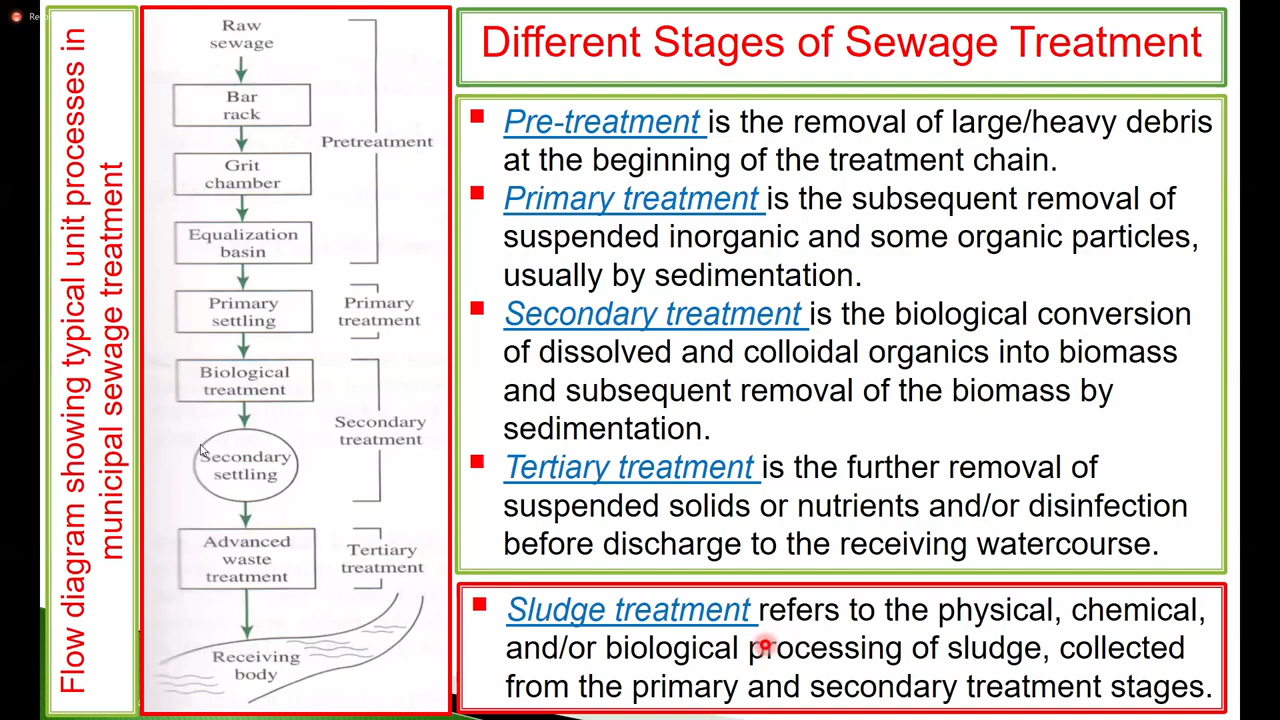 Flow diagram showing typical unit processes in
municipal sewage treatment
Raw
sewage
Bar
rack
Grit
chamber
Equalization
basin
Pretreatment
Primary
settling
Primary
treatment
Biological
treatment
Secondary
settling
Secondary
treatment
Advanced
waste
treatment
Tertiary
treatment
Receiving
body
Different Stages of Sewage Treatment
Pre-treatment is the removal of large/heavy debris
at the beginning of the treatment chain.
Primary treatment is the subsequent removal of
suspended inorganic and some organic particles,
usually by sedimentation.
Secondary treatment is the biological conversion
of dissolved and colloidal organics into biomass
and subsequent removal of the biomass by
sedimentation.
Tertiary treatment is the further removal of
suspended solids or nutrients and/or disinfection
before discharge to the receiving watercourse.
Sludge treatment refers to the physical, chemical,
and/or biological processing of sludge, collected
from the primary and secondary treatment stages.